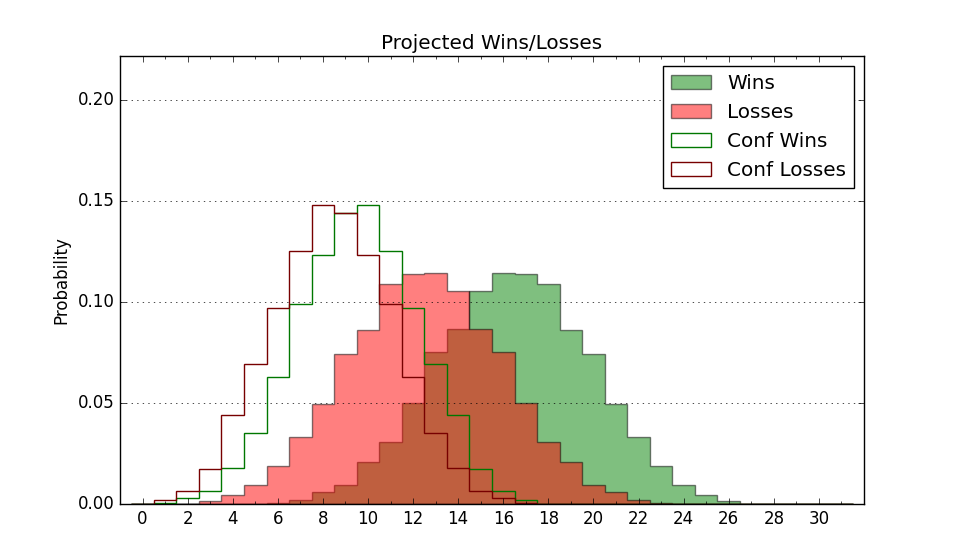 Projected Wins/Losses
Wins
Losses
Conf Wins
Conf Losses
Probability
0.20
0.15
0.10
0.05
0.00
0 2 4 6 8 10 12 14 16 18 20 22 24 26 28 30